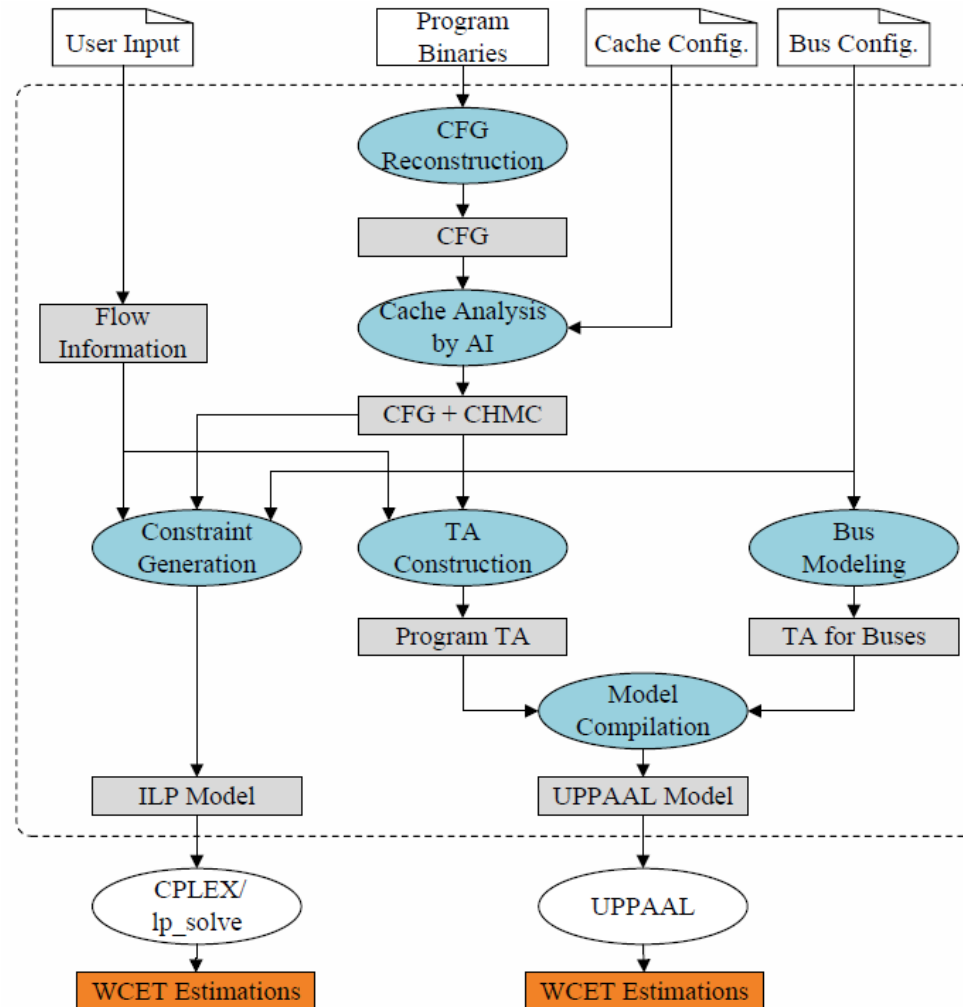 User Input
Program
Binaries
Cache Config.
Bus Config.
CFG
Reconstruction
CFG
Flow
Information
Cache Analysis
by AI
CFG + CHMC
Constraint
Generation
TA
Construction
Bus
Modeling
Program TA
TA for Buses
Model
Compilation
ILP Model
UPPAAL Model
CPLEX/
lp_solve
UPPAAL
WCET Estimations
WCET Estimations